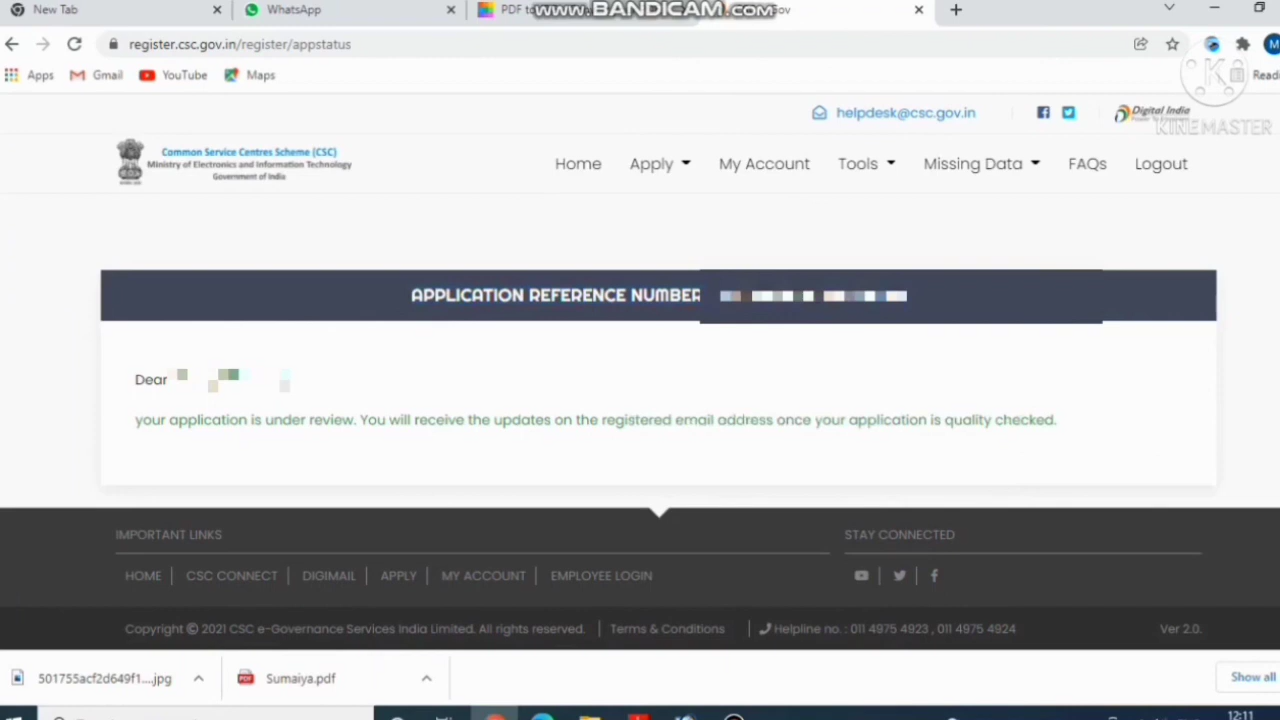 New Tab
WhatsApp
PDF to
www.BANDICAM.com
ov
register.csc.gov.in/register/appstatus
M
Apps Gmail YouTube Maps
Readi
K
KINEMASTER
helpdesk@csc.gov.in
Digital India
Common Service Centres Scheme (CSC)
Ministry of Electronics and Information Technology
Government of India
Home Apply My Account Tools Missing Data FAQs Logout
APPLICATION REFERENCE NUMBER
Dear
your application is under review. You will receive the updates on the registered email address once your application is quality checked.
IMPORTANT LINKS
STAY CONNECTED
HOME CSC CONNECT DIGIMAIL APPLY MY ACCOUNT EMPLOYEE LOGIN
Copyright © 2021 CSC e-Governance Services India Limited. All rights reserved. Terms & Conditions Helpline no. : 011 4975 4923 , 011 4975 4924 Ver 2.0.
501755acf2d649f1....jpg
Sumaiya.pdf
Show all
12:11